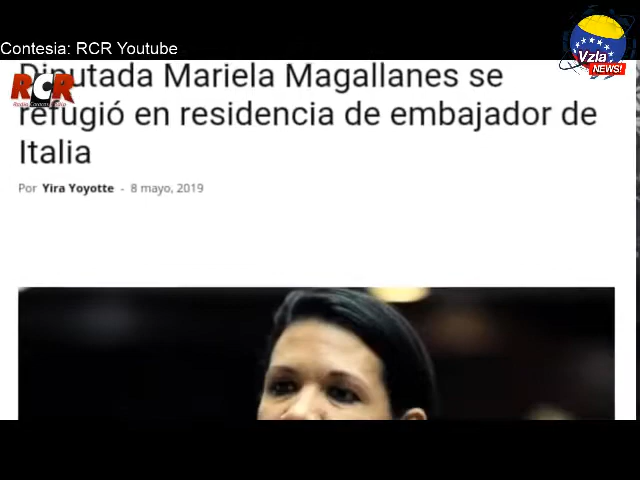 Contesia: RCR Youtube
Vzla
NEWS!
RCR
Diputada Mariela Magallanes se
refugió en residencia de embajador de
Italia
Por Yira Yoyotte - 8 mayo, 2019